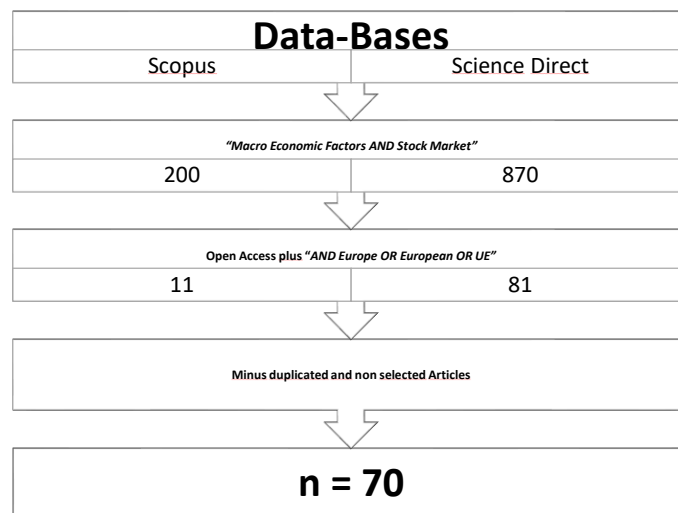 Data-Bases
Scopus Science Direct
“Macro Economic Factors AND Stock Market”
200 870
Open Access plus “AND Europe OR European OR UE”
11 81
Minus duplicated and non selected Articles
n = 70